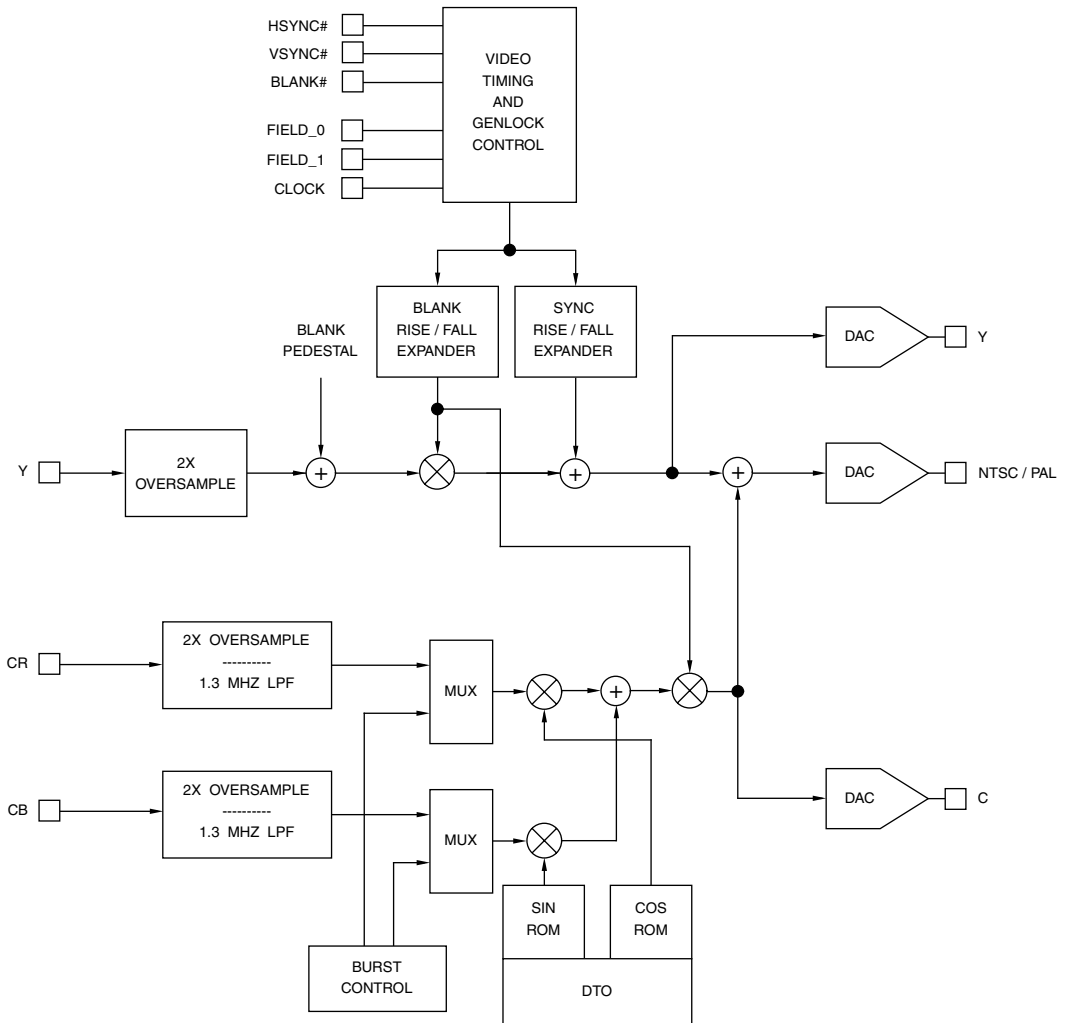 HSYNC#
VSYNC#
BLANK#
FIELD_0
FIELD_1
CLOCK
VIDEO
TIMING
AND
GENLOCK
CONTROL
BLANK
PEDESTAL
BLANK
RISE / FALL
EXPANDER
SYNC
RISE / FALL
EXPANDER
DAC
Y
Y
2X
OVERSAMPLE
+
+
+
DAC
NTSC / PAL
CR
2X OVERSAMPLE
----------
1.3 MHZ LPF
MUX
+
CB
2X OVERSAMPLE
----------
1.3 MHZ LPF
MUX
DAC
C
SIN
ROM
COS
ROM
BURST
CONTROL
DTO